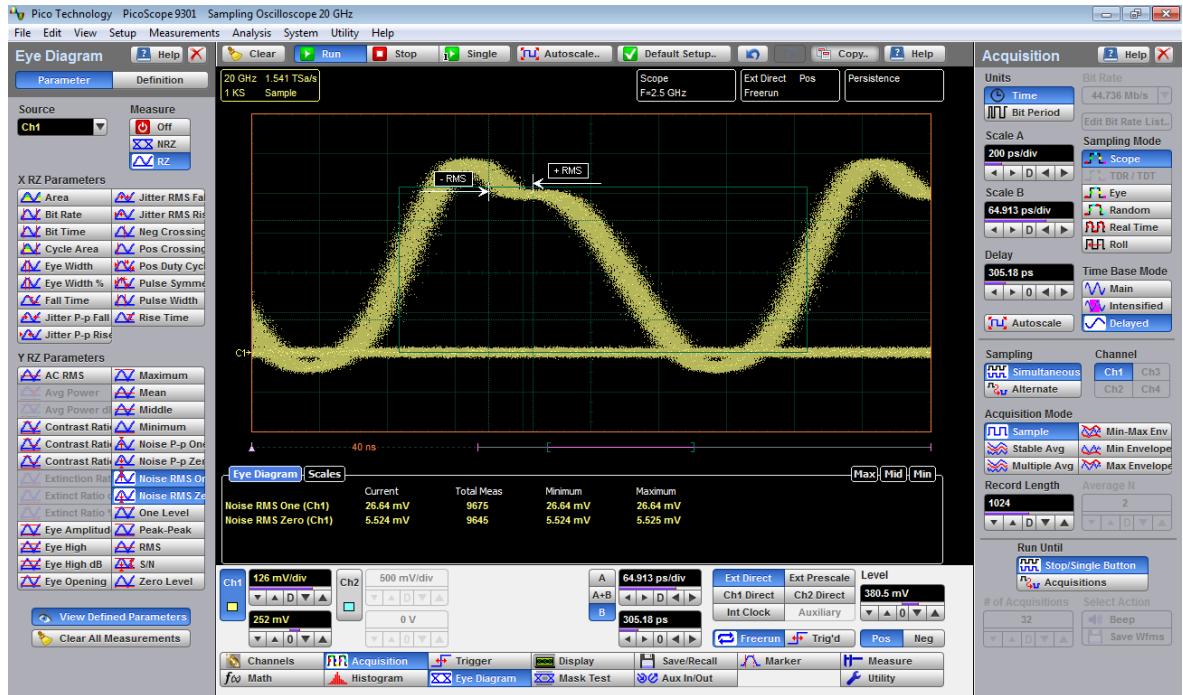 Pico Technology PicoScope 9301 Sampling Oscilloscope 20 GHz
File Edit View Setup Measurements Analysis System Utility Help
Eye Diagram Help
Parameter Definition
Source Measure
Ch1 Off
NRZ
RZ
X RZ Parameters
Area Jitter RMS Fal
Bit Rate Jitter RMS Ris
Bit Time Neg Crossing
Cycle Area Pos Crossing
Eye Width Pos Duty Cycl
Eye Width % Pulse Symme
Fall Time Pulse Width
Jitter P-p Fall Rise Time
Jitter P-p Rise
Y RZ Parameters
AC RMS Maximum
Avg Power Mean
Avg Power dB Middle
Contrast Rati Minimum
Contrast Rati Noise P-p One
Contrast Rati Noise P-p Zer
Extinction Rat Noise RMS On
Extinct Ratio d Noise RMS Ze
Extinct Ratio % One Level
Eye Amplitud Peak-Peak
Eye High RMS
Eye High dB S/N
Eye Opening Zero Level
View Defined Parameters
Clear All Measurements
Clear Run Stop Single Autoscale.. Default Setup.. Copy.. Help
20 GHz 1.541 TSa/s
1 KS Sample
Scope
F=2.5 GHz
Ext Direct Pos
Freerun
Persistence
- RMS
+ RMS
C1
40 ns
Eye Diagram Scales Max Mid Min
Current Total Meas Minimum Maximum
Noise RMS One (Ch1) 26.64 mV 9675 26.64 mV 26.64 mV
Noise RMS Zero (Ch1) 5.524 mV 9645 5.524 mV 5.525 mV
Ch1 126 mV/div Ch2 500 mV/div
D D
252 mV 0 V
0 0
A 64.913 ps/div
A+B D
B 305.18 ps
0
Ext Direct Ext Prescale Level
Ch1 Direct Ch2 Direct 380.5 mV
Int Clock Auxiliary 0
Freerun Trig'd Pos Neg
Channels Acquisition Trigger Display Save/Recall Marker Measure
f(x) Math Histogram Eye Diagram Mask Test Aux In/Out Utility
Acquisition Help
Units Bit Rate
Time 44.736 Mb/s
Bit Period Edit Bit Rate List..
Scale A Sampling Mode
200 ps/div Scope
D TDR / TDT
Scale B Eye
64.913 ps/div Random
D Real Time
Roll
Delay
305.18 ps Time Base Mode
0 Main
Intensified
Autoscale Delayed
Sampling Channel
Simultaneous Ch1 Ch3
Alternate Ch2 Ch4
Acquisition Mode
Sample Min-Max Env
Stable Avg Min Envelope
Multiple Avg Max Envelope
Record Length Average N
1024 2
D D
Run Until
Stop/Single Button
Acquisitions
# of Acquisitions Select Action
32 Beep
D Save Wfms